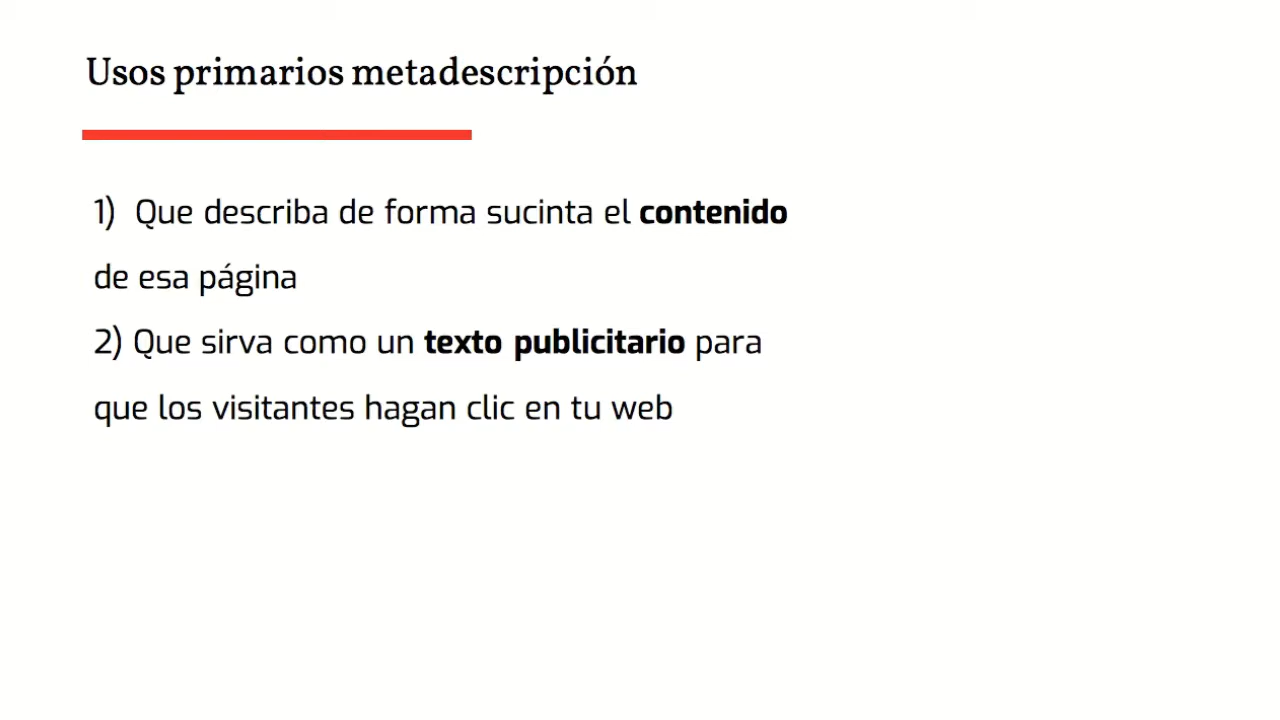 Usos primarios metadescripción
1) Que describa de forma sucinta el contenido
de esa página
2) Que sirva como un texto publicitario para
que los visitantes hagan clic en tu web